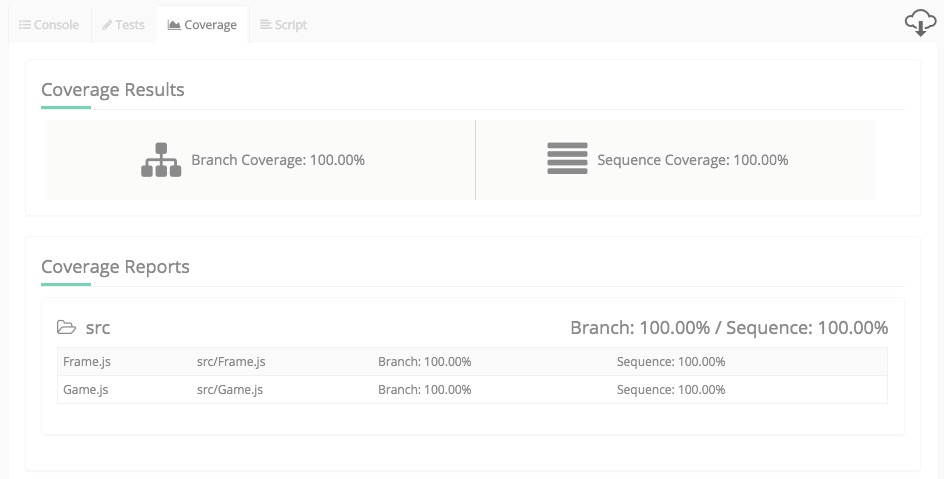 Console Tests Coverage Script
Coverage Results
Branch Coverage: 100.00% Sequence Coverage: 100.00%
Coverage Reports
src Branch: 100.00% / Sequence: 100.00%
Frame.js src/Frame.js Branch: 100.00% Sequence: 100.00%
Game.js src/Game.js Branch: 100.00% Sequence: 100.00%